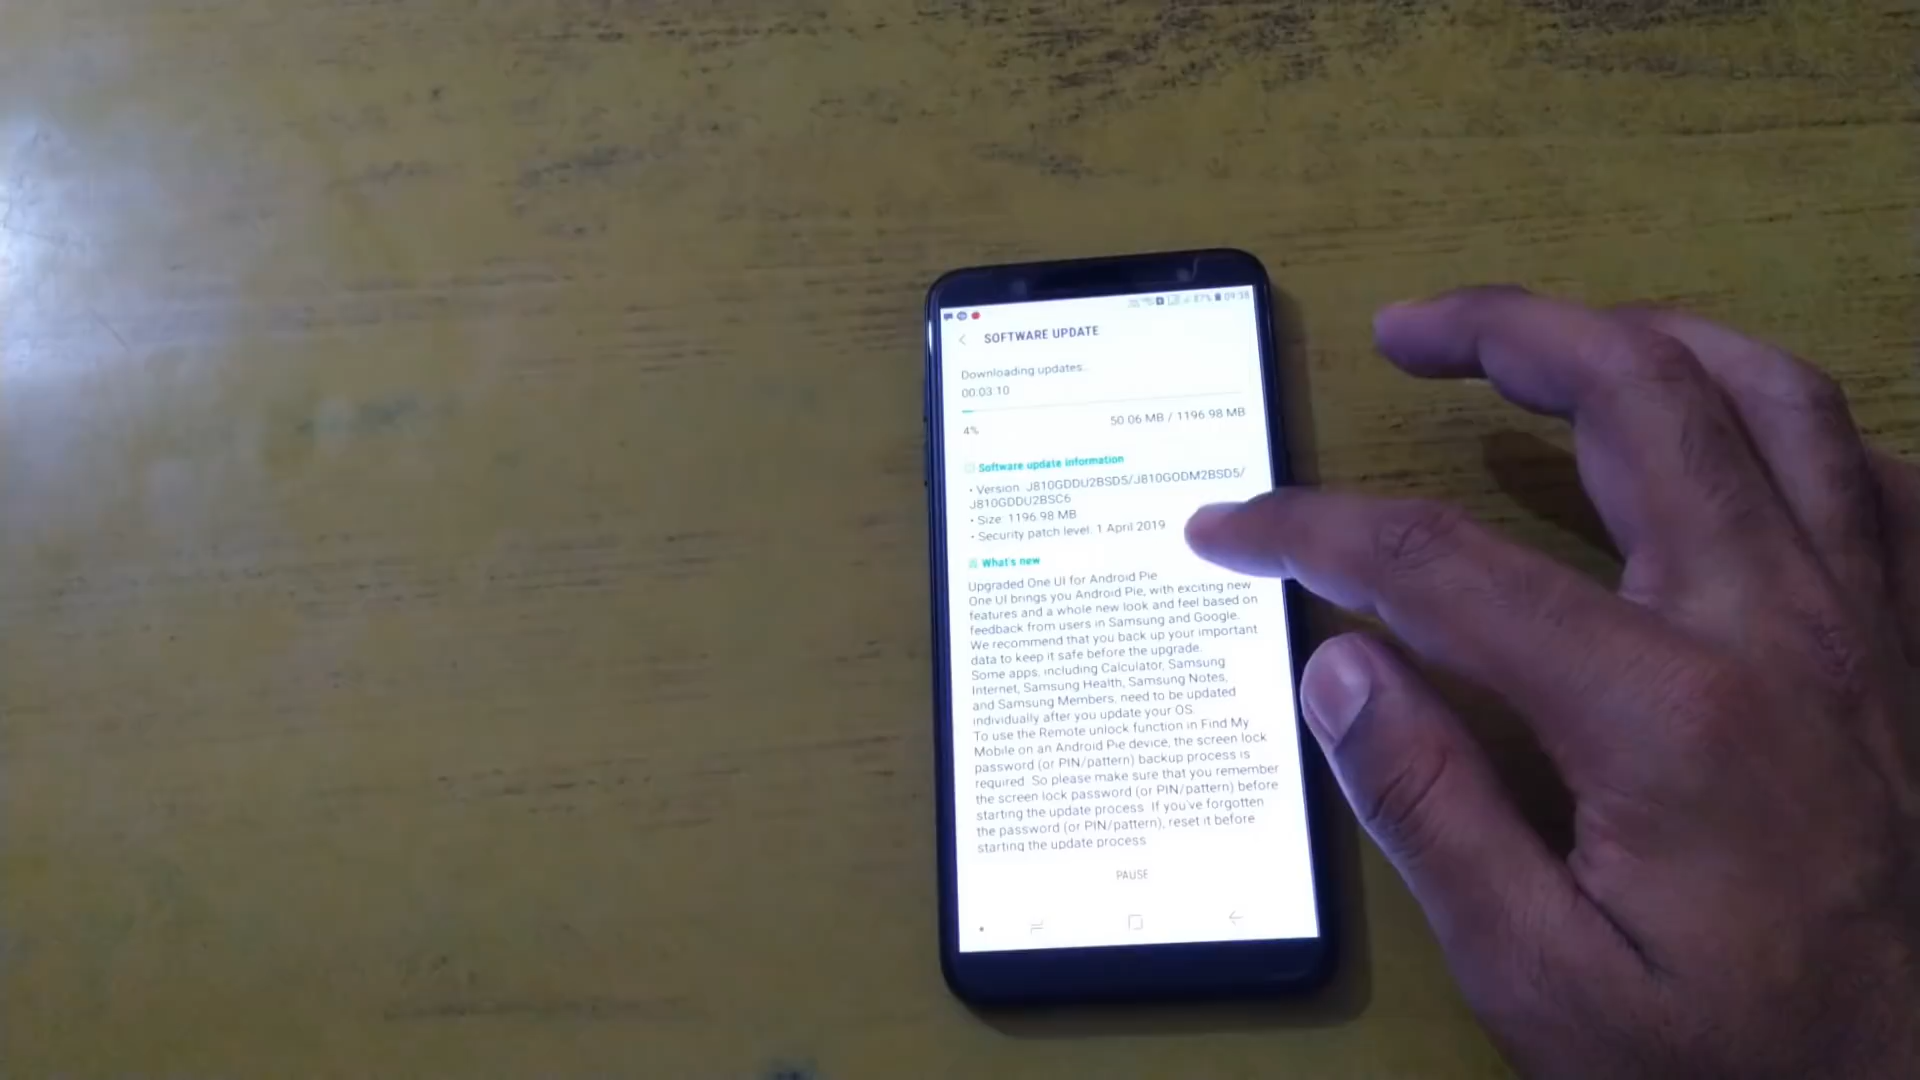 87% 09:38
SOFTWARE UPDATE
Downloading updates...
00:03:10
4%
50.06 MB / 1196.98 MB
Software update information
• Version: J810GDDU2BSD5/J810GODM2BSD5/
J810GDDU2BSC6
• Size: 1196.98 MB
• Security patch level: 1 April 2019
What's new
Upgraded One UI for Android Pie
One UI brings you Android Pie, with exciting new
features and a whole new look and feel based on
feedback from users in Samsung and Google.
We recommend that you back up your important
data to keep it safe before the upgrade.
Some apps, including Calculator, Samsung
Internet, Samsung Health, Samsung Notes,
and Samsung Members, need to be updated
individually after you update your OS.
To use the Remote unlock function in Find My
Mobile on an Android Pie device, the screen lock
password (or PIN/pattern) backup process is
required. So please make sure that you remember
the screen lock password (or PIN/pattern) before
starting the update process. If you've forgotten
the password (or PIN/pattern), reset it before
starting the update process.
PAUSE